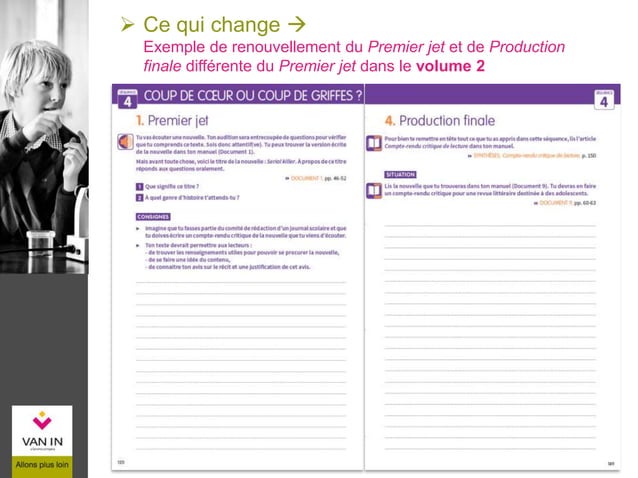 ➢ Ce qui change →
Exemple de renouvellement du Premier jet et de Production
finale différente du Premier jet dans le volume 2
SÉQUENCE
4
COUP DE CŒUR OU COUP DE GRIFFES ?
1. Premier jet
Tu vas écouter une nouvelle. Ton audition sera entrecoupée de questions pour vérifier
que tu comprends ce texte. Sois donc attentif(ve). Tu peux trouver la version écrite
de la nouvelle dans ton manuel (Document 1).
Mais avant toute chose, voici le titre de la nouvelle : Serial Killer. À propos de ce titre
réponds aux questions oralement.
›› DOCUMENT 1, pp. 46-52
1 Que signifie ce titre ?
2 A quel genre d'histoire t'attends-tu ?
CONSIGNES
► Imagine que tu fasses partie du comité de rédaction d'un journal scolaire et que
tu doives écrire un compte-rendu critique de la nouvelle que tu viens d'écouter.
► Ton texte devrait permettre aux lecteurs :
- de trouver les renseignements utiles pour pouvoir se procurer la nouvelle,
- de se faire une idée du contenu,
- de connaitre ton avis sur le récit et une justification de cet avis.
SÉQUENCE
4
4. Production finale
Pour bien te remettre en tête tout ce que tu as appris dans cette séquence, lis l'article
Compte-rendu critique de lecture dans ton manuel.
›› SYNTHÈSES, Compte-rendu critique de lecture, p. 150
SITUATION
Lis la nouvelle que tu trouveras dans ton manuel (Document 9). Tu devras en faire
un compte-rendu critique pour une revue littéraire destinée à des adolescents.
›› DOCUMENT 9, pp. 60-63
VAN IN
Allons plus loin